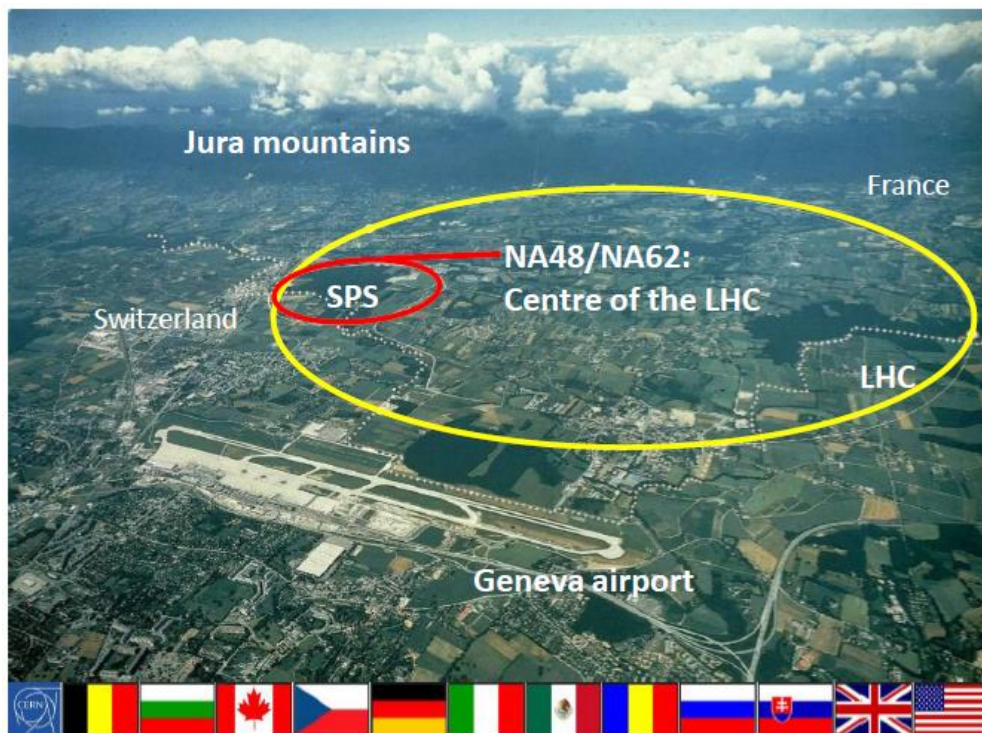 Jura mountains
France
NA48/NA62:
Centre of the LHC
SPS
Switzerland
LHC
Geneva airport
CERN